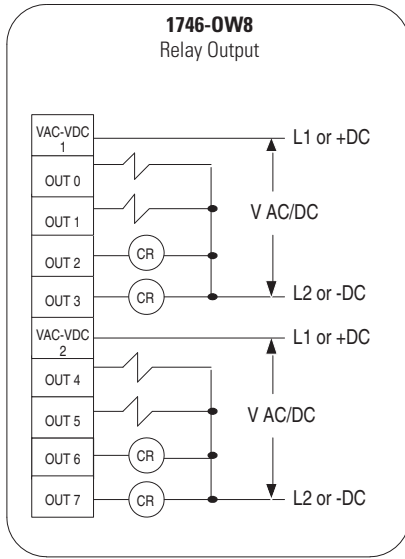 1746-OW8
Relay Output
VAC-VDC
1
L1 or +DC
OUT 0
OUT 1
V AC/DC
OUT 2
CR
OUT 3
CR
L2 or -DC
VAC-VDC
2
L1 or +DC
OUT 4
OUT 5
V AC/DC
OUT 6
CR
OUT 7
CR
L2 or -DC